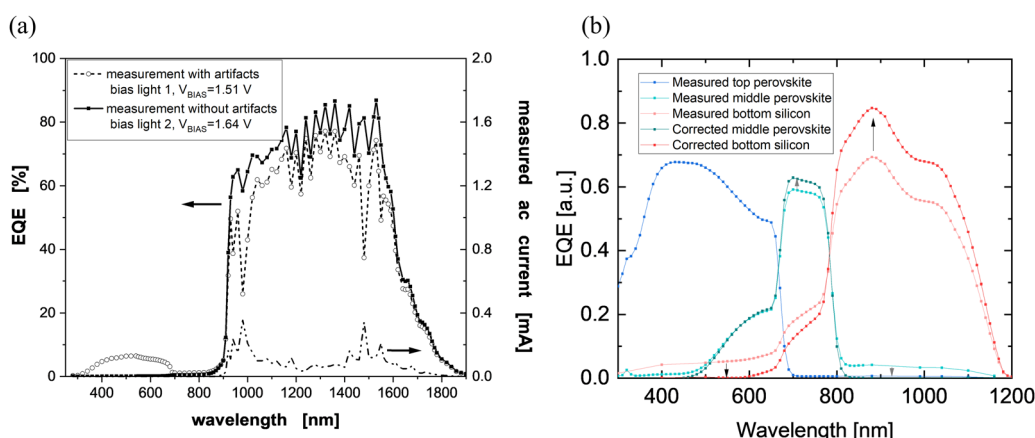 (a)
100
80
60
40
20
0
EQE [%]
measurement with artifacts
bias light 1, VBIAS=1.51 V
measurement without artifacts
bias light 2, VBIAS=1.64 V
2.0
1.6
1.2
0.8
0.4
0.0
measured ac current [mA]
400 600 800 1000 1200 1400 1600 1800
wavelength [nm]
(b)
1.0
0.8
0.6
0.4
0.2
0.0
EQE [a.u.]
Measured top perovskite
Measured middle perovskite
Measured bottom silicon
Corrected middle perovskite
Corrected bottom silicon
400 600 800 1000 1200
Wavelength [nm]